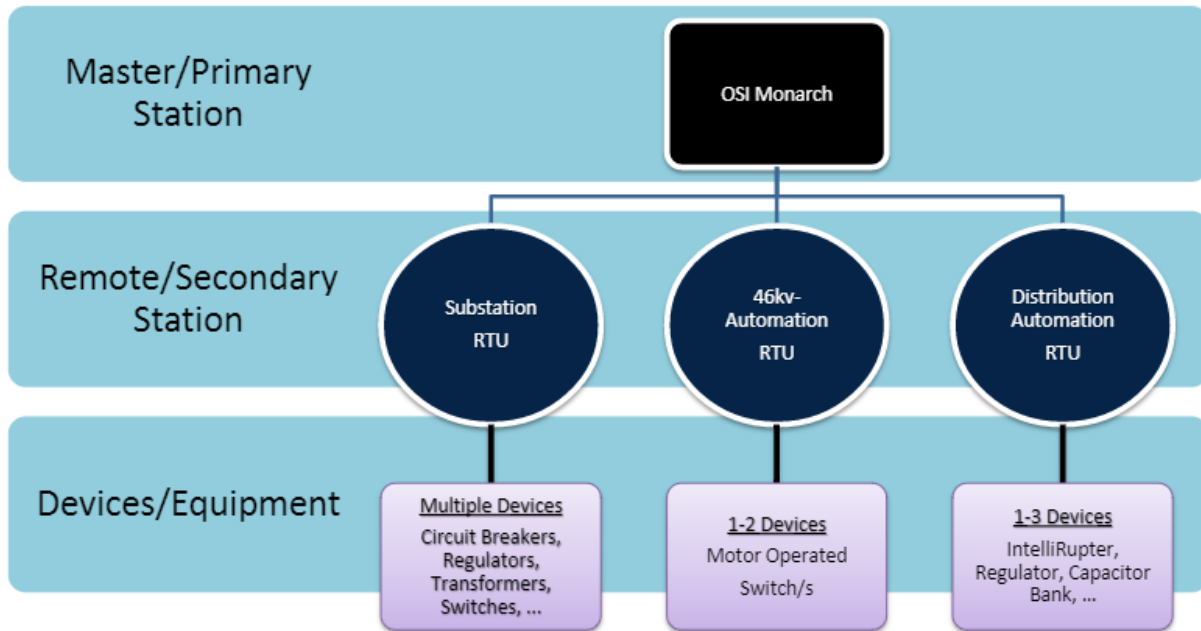 Master/Primary
Station
OSI Monarch
Remote/Secondary
Station
Substation
RTU
46kv-
Automation
RTU
Distribution
Automation
RTU
Devices/Equipment
Multiple Devices
Circuit Breakers,
Regulators,
Transformers,
Switches, ...
1-2 Devices
Motor Operated
Switch/s
1-3 Devices
IntelliRupter,
Regulator, Capacitor
Bank, ...